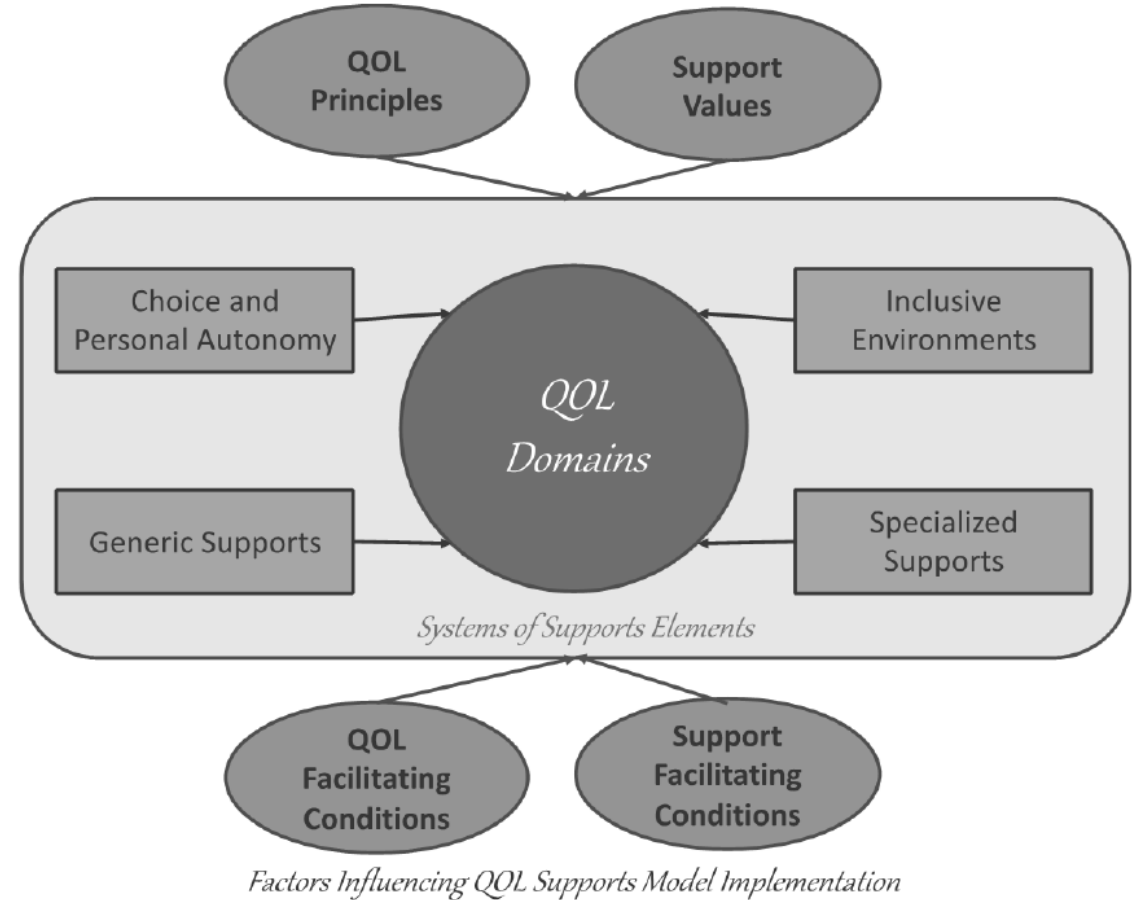 QOL
Principles
Support
Values
Choice and
Personal Autonomy
Inclusive
Environments
QOL
Domains
Generic Supports
Specialized
Supports
Systems of Supports Elements
QOL
Facilitating
Conditions
Support
Facilitating
Conditions
Factors Influencing QOL Supports Model Implementation